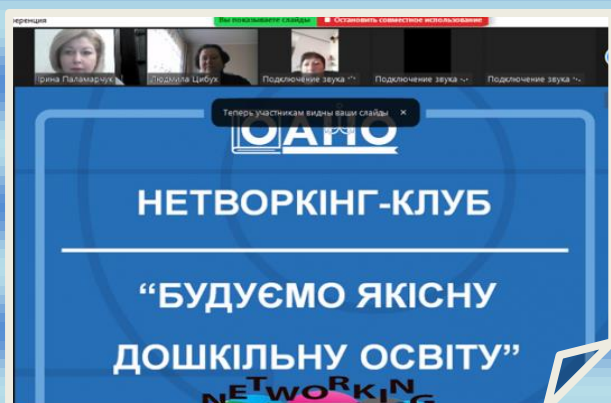 еренция
Вы показываете слайды
Остановить совместное использование
Ірина Паламарчук
Людмила Цибух
Подключение звука
Подключение звука
Подключение звука
Теперь участникам видны ваши слайды ×
НЕТВОРКІНГ-КЛУБ
“БУДУЄМО ЯКІСНУ
ДОШКІЛЬНУ ОСВІТУ”
NETWORKING